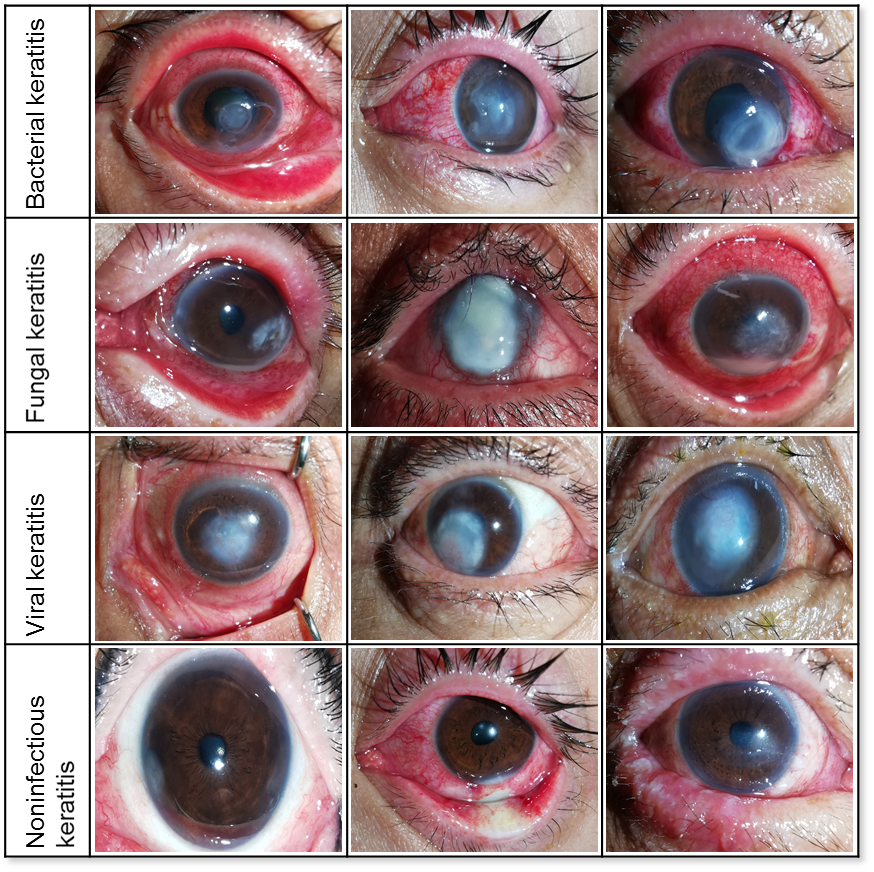 Bacterial keratitis
Fungal keratitis
Viral keratitis
Noninfectious
keratitis